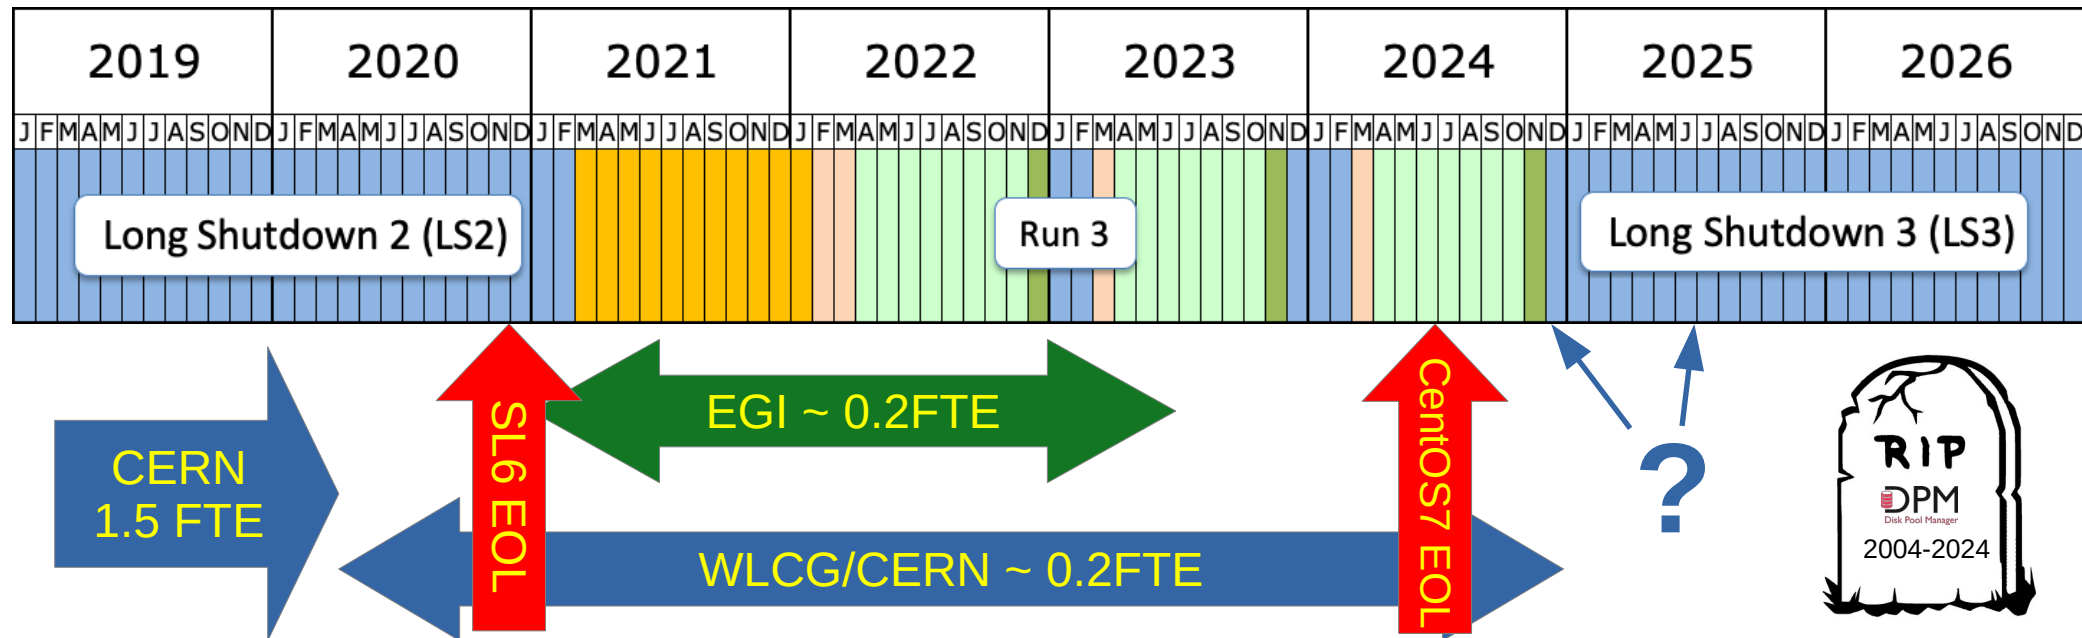 2019 2020 2021 2022 2023 2024 2025 2026
J F M A M J J A S O N D J F M A M J J A S O N D J F M A M J J A S O N D J F M A M J J A S O N D J F M A M J J A S O N D J F M A M J J A S O N D J F M A M J J A S O N D J F M A M J J A S O N D
Long Shutdown 2 (LS2)
Run 3
Long Shutdown 3 (LS3)
CERN
1.5 FTE
SL6 EOL
EGI ~ 0.2FTE
WLCG/CERN ~ 0.2FTE
CentOS7 EOL
?
RIP
DPM
Disk Pool Manager
2004-2024